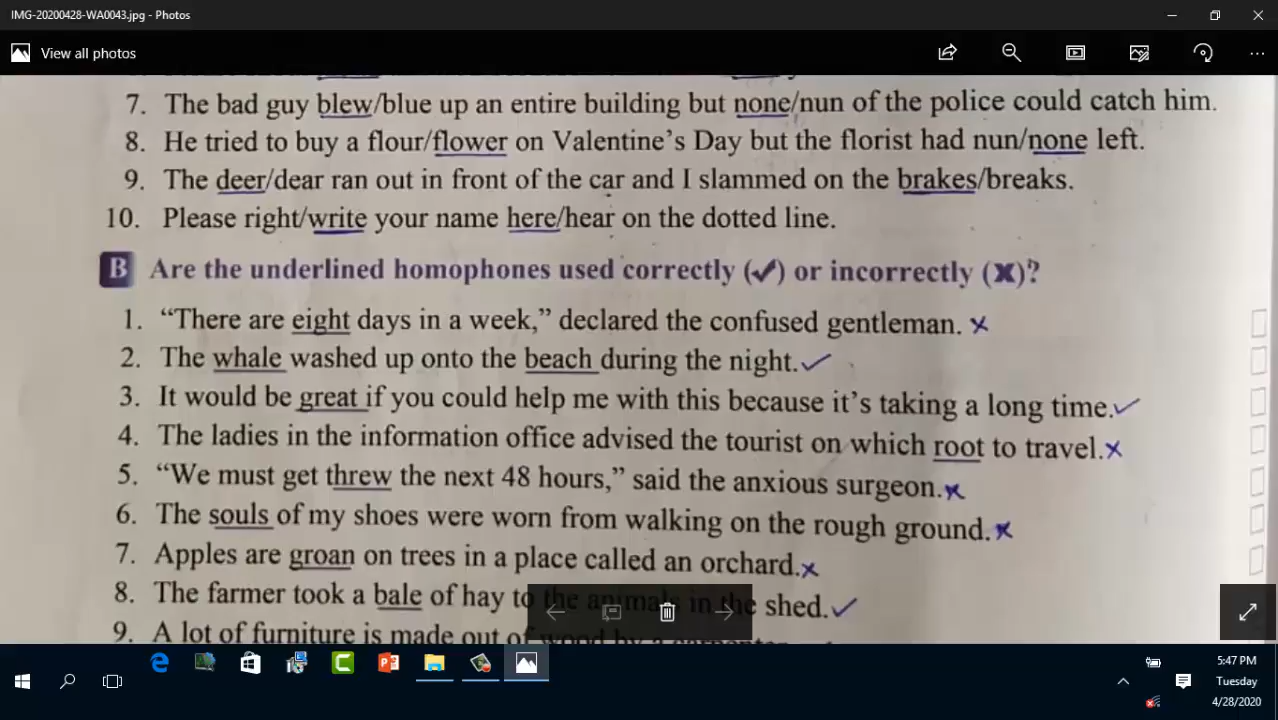 IMG-20200428-WA0043.jpg - Photos
View all photos
7. The bad guy blew/blue up an entire building but none/nun of the police could catch him.
8. He tried to buy a flour/flower on Valentine's Day but the florist had nun/none left.
9. The deer/dear ran out in front of the car and I slammed on the brakes/breaks.
10. Please right/write your name here/hear on the dotted line.
B Are the underlined homophones used correctly (✓) or incorrectly (✗)?
1. “There are eight days in a week,” declared the confused gentleman. ✗
2. The whale washed up onto the beach during the night. ✓
3. It would be great if you could help me with this because it's taking a long time. ✓
4. The ladies in the information office advised the tourist on which root to travel. ✗
5. “We must get threw the next 48 hours,” said the anxious surgeon. ✗
6. The souls of my shoes were worn from walking on the rough ground. ✗
7. Apples are groan on trees in a place called an orchard. ✗
8. The farmer took a bale of hay to the animals in the shed. ✓
9. A lot of furniture is made out of wood by a carpenter.
5:47 PM
Tuesday
4/28/2020